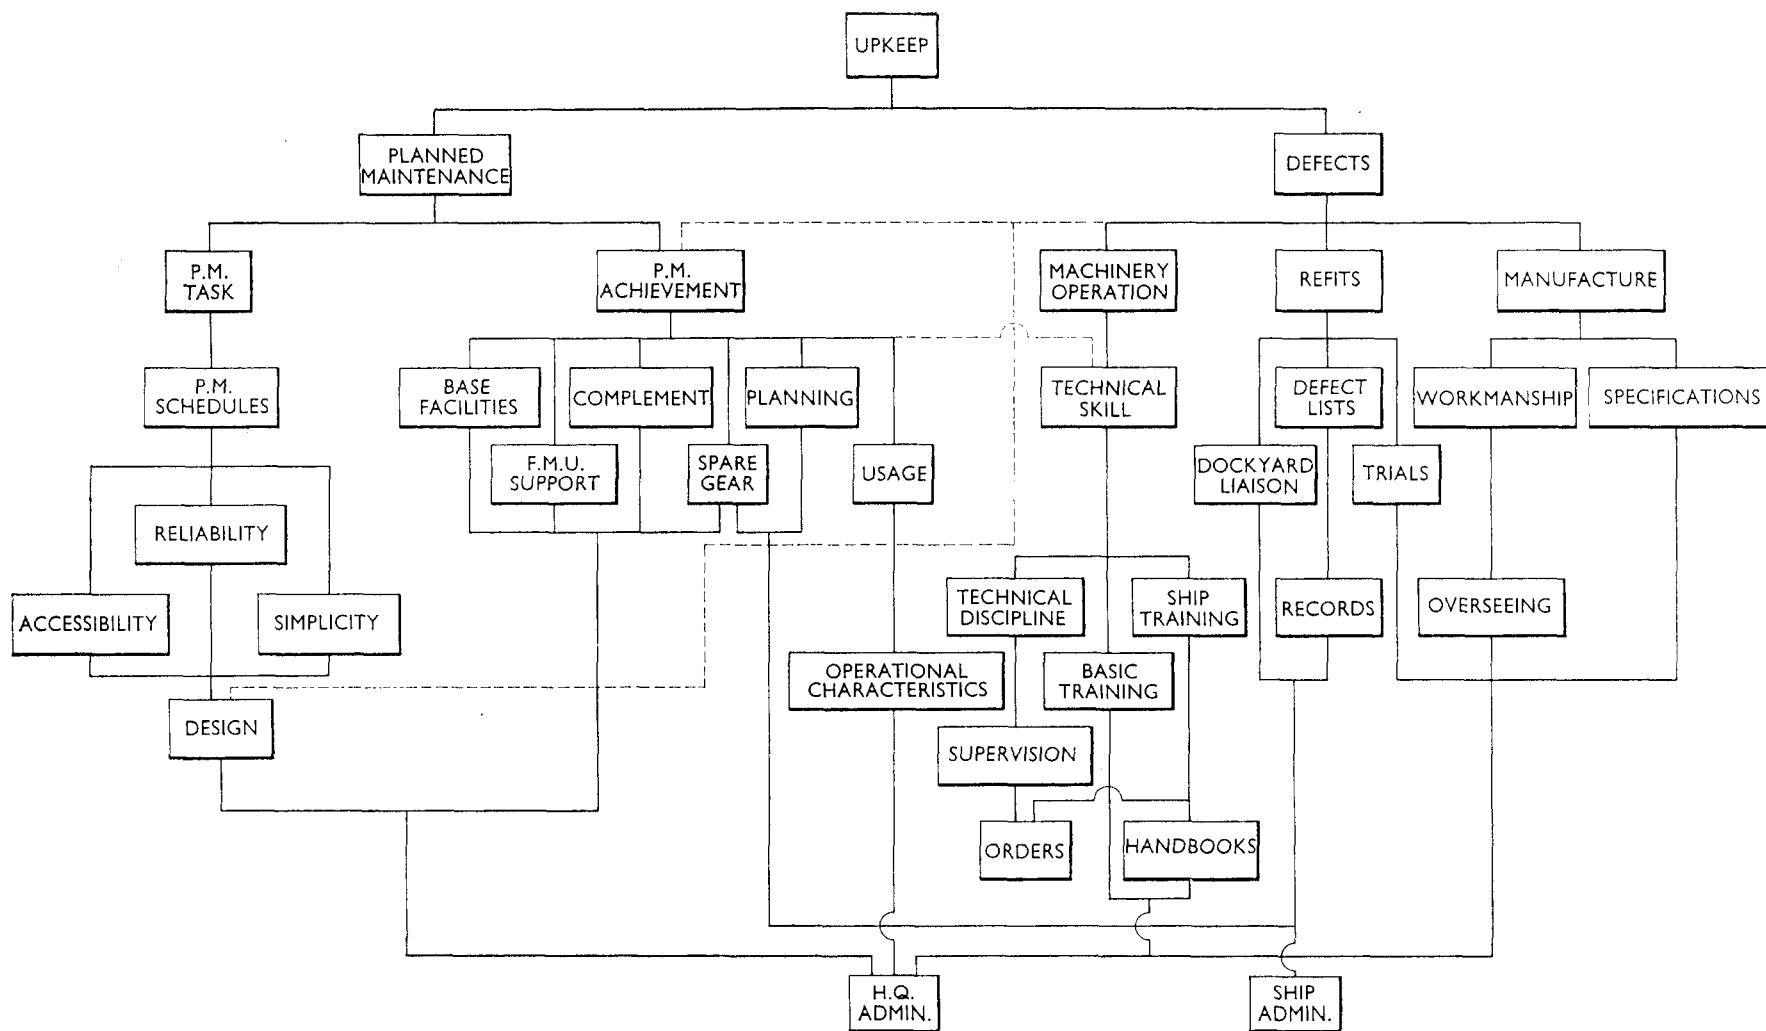 UPKEEP
PLANNED
MAINTENANCE
DEFECTS
P.M.
TASK
P.M.
ACHIEVEMENT
MACHINERY
OPERATION
REFITS
MANUFACTURE
P.M.
SCHEDULES
BASE
FACILITIES
COMPLEMENT
PLANNING
TECHNICAL
SKILL
DEFECT
LISTS
WORKMANSHIP
SPECIFICATIONS
F.M.U.
SUPPORT
SPARE
GEAR
USAGE
DOCKYARD
LIAISON
TRIALS
RELIABILITY
ACCESSIBILITY
SIMPLICITY
TECHNICAL
DISCIPLINE
SHIP
TRAINING
RECORDS
OVERSEEING
OPERATIONAL
CHARACTERISTICS
BASIC
TRAINING
DESIGN
SUPERVISION
ORDERS
HANDBOOKS
H.Q.
ADMIN.
SHIP
ADMIN.